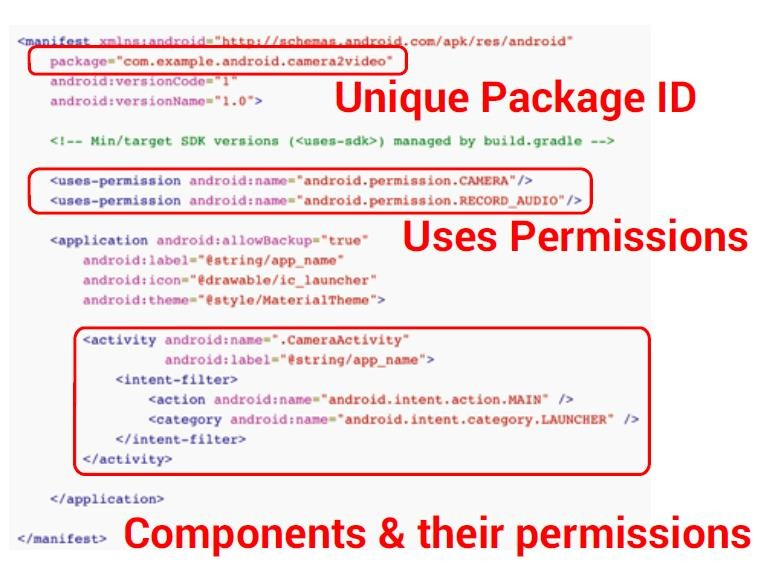 <manifest xmlns:android="http://schemas.android.com/apk/res/android"
package="com.example.android.camera2video"
android:versionCode="1"
android:versionName="1.0">
Unique Package ID
<!-- Min/target SDK versions (<uses-sdk>) managed by build.gradle -->
<uses-permission android:name="android.permission.CAMERA"/>
<uses-permission android:name="android.permission.RECORD_AUDIO"/>
Uses Permissions
<application android:allowBackup="true"
android:label="@string/app_name"
android:icon="@drawable/ic_launcher"
android:theme="@style/MaterialTheme">
<activity android:name=".CameraActivity"
android:label="@string/app_name">
<intent-filter>
<action android:name="android.intent.action.MAIN" />
<category android:name="android.intent.category.LAUNCHER" />
</intent-filter>
</activity>
</application>
</manifest>
Components & their permissions